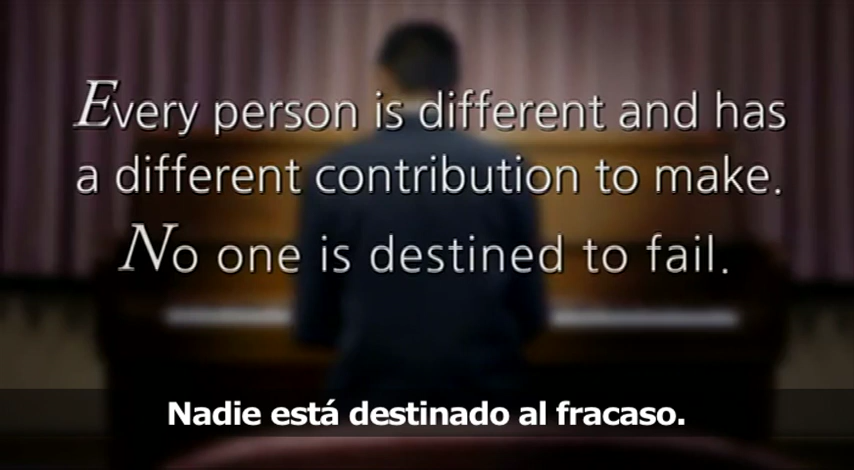 Every person is different and has
a different contribution to make.
No one is destined to fail.
Nadie está destinado al fracaso.